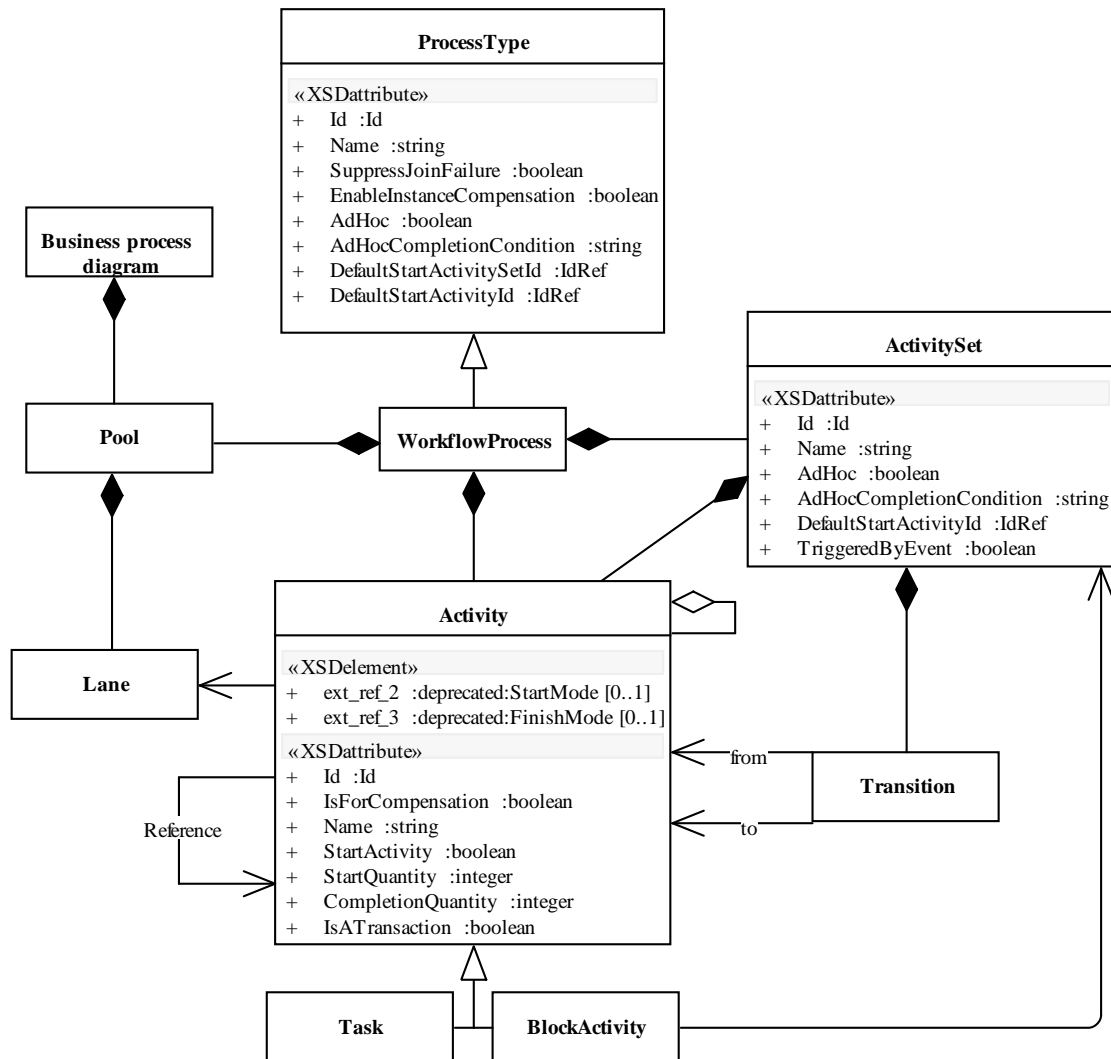 ProcessType
«XSDattribute»
+ Id :Id
+ Name :string
+ SuppressJoinFailure :boolean
+ EnableInstanceCompensation :boolean
+ AdHoc :boolean
+ AdHocCompletionCondition :string
+ DefaultStartActivitySetId :IdRef
+ DefaultStartActivityId :IdRef
Business process
diagram
ActivitySet
«XSDattribute»
+ Id :Id
+ Name :string
+ AdHoc :boolean
+ AdHocCompletionCondition :string
+ DefaultStartActivityId :IdRef
+ TriggeredByEvent :boolean
Pool
WorkflowProcess
Lane
Activity
«XSDelement»
+ ext_ref_2 :deprecated:StartMode [0..1]
+ ext_ref_3 :deprecated:FinishMode [0..1]
«XSDattribute»
+ Id :Id
+ IsForCompensation :boolean
+ Name :string
+ StartActivity :boolean
+ StartQuantity :integer
+ CompletionQuantity :integer
+ IsATransaction :boolean
Reference
from
to
Transition
Task
BlockActivity